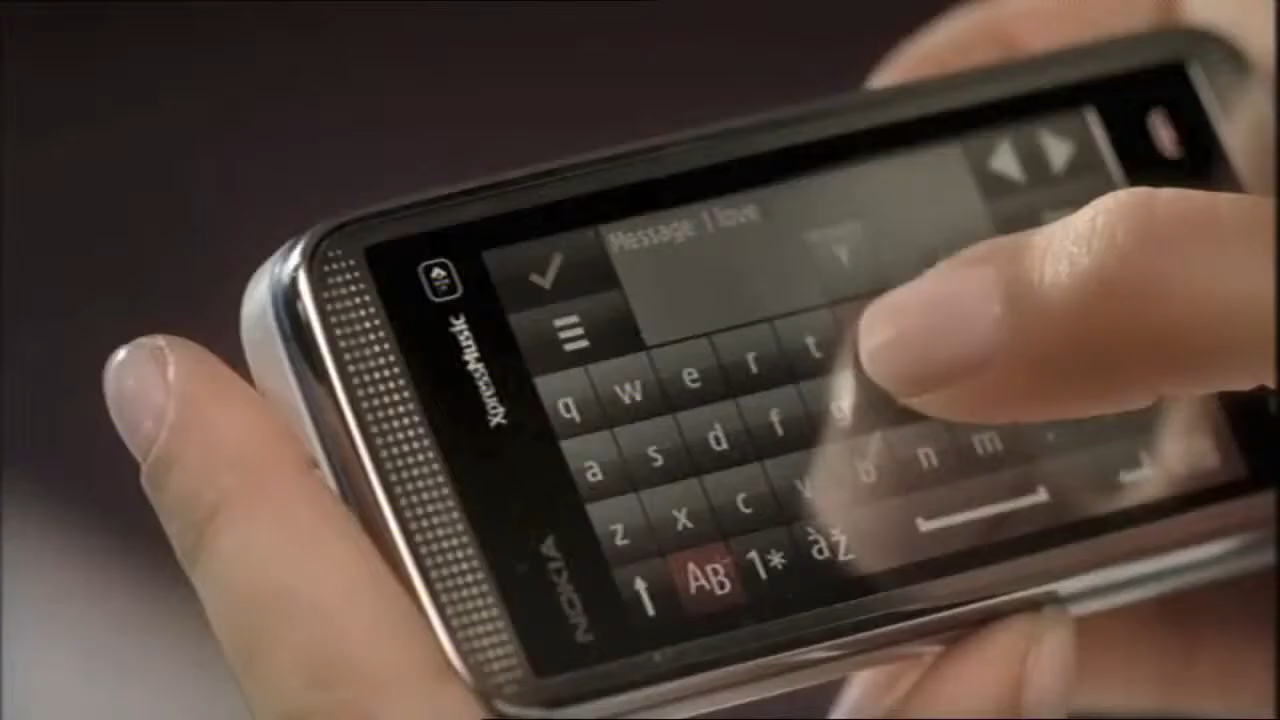 Message: I love
y
q w e r t
a s d f g
z x c v b n m
AB 1* àž
XpressMusic
NOKIA